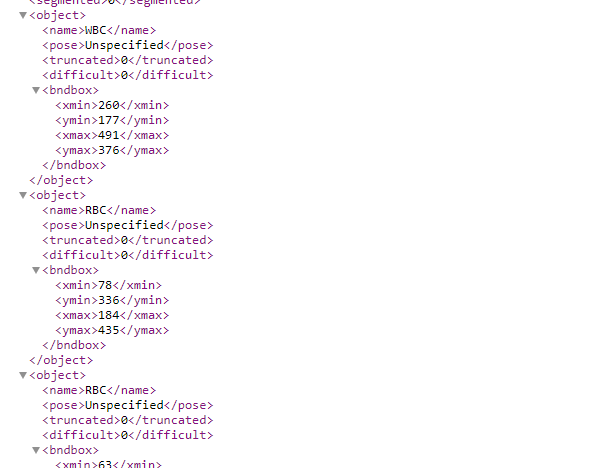 <segmented>0</segmented>
▼<object>
<name>WBC</name>
<pose>Unspecified</pose>
<truncated>0</truncated>
<difficult>0</difficult>
▼<bndbox>
<xmin>260</xmin>
<ymin>177</ymin>
<xmax>491</xmax>
<ymax>376</ymax>
</bndbox>
</object>
▼<object>
<name>RBC</name>
<pose>Unspecified</pose>
<truncated>0</truncated>
<difficult>0</difficult>
▼<bndbox>
<xmin>78</xmin>
<ymin>336</ymin>
<xmax>184</xmax>
<ymax>435</ymax>
</bndbox>
</object>
▼<object>
<name>RBC</name>
<pose>Unspecified</pose>
<truncated>0</truncated>
<difficult>0</difficult>
▼<bndbox>
<xmin>63</xmin>